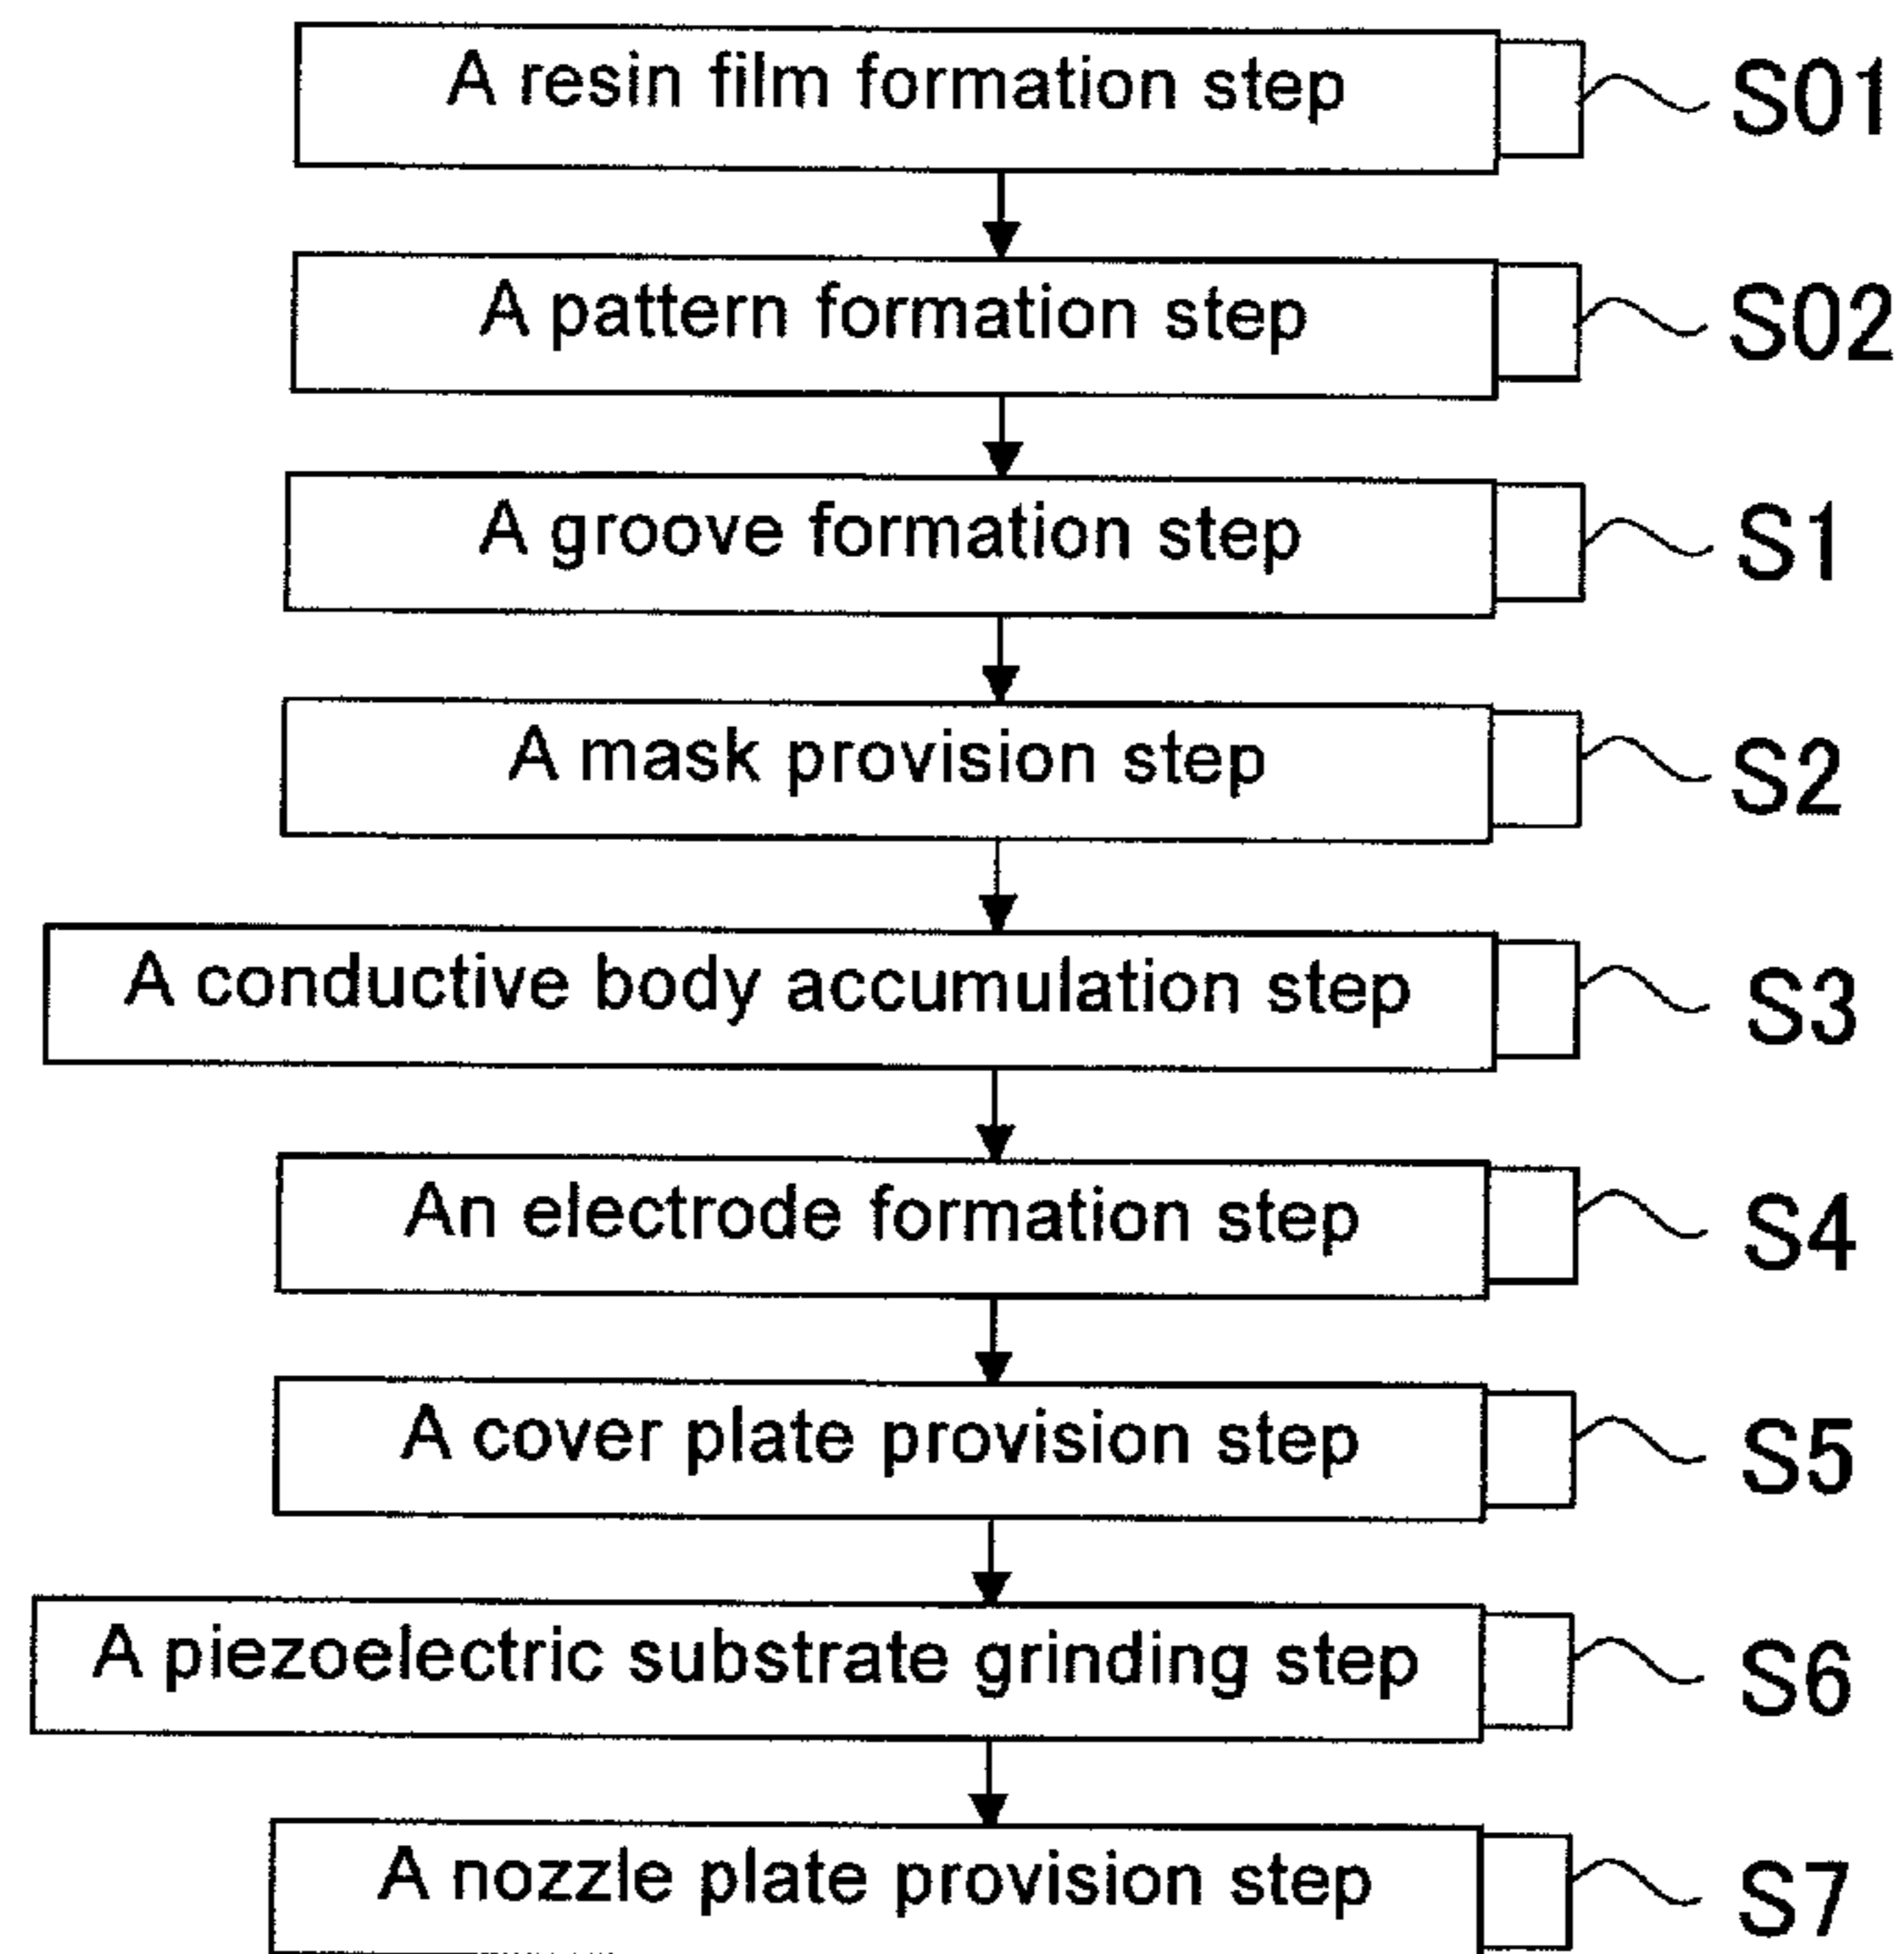 A resin film formation step S01
A pattern formation step S02
A groove formation step S1
A mask provision step S2
A conductive body accumulation step S3
An electrode formation step S4
A cover plate provision step S5
A piezoelectric substrate grinding step S6
A nozzle plate provision step S7